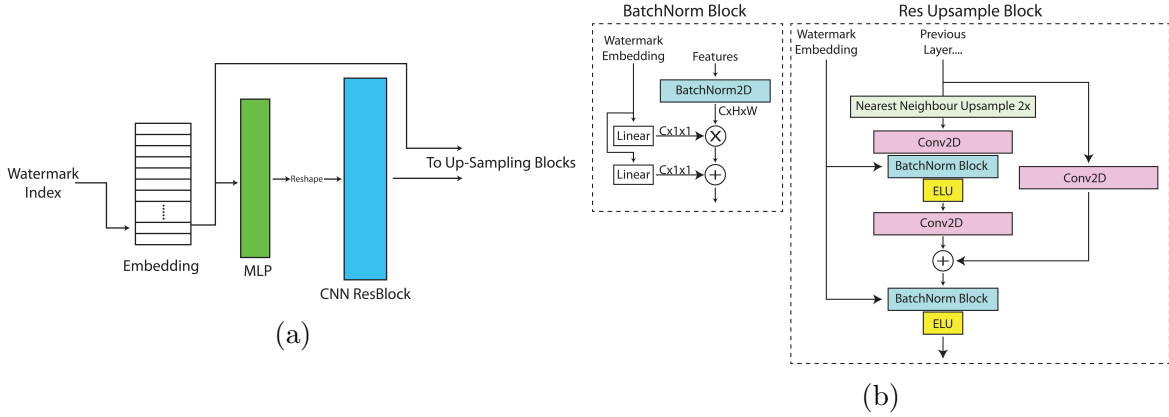 Watermark
Index
Embedding
MLP
Reshape
CNN ResBlock
To Up-Sampling Blocks
(a)
BatchNorm Block
Watermark
Embedding
Features
BatchNorm2D
CxHxW
Linear
Cx1x1
Linear
Cx1x1
Res Upsample Block
Watermark
Embedding
Previous
Layer....
Nearest Neighbour Upsample 2x
Conv2D
BatchNorm Block
ELU
Conv2D
Conv2D
BatchNorm Block
ELU
(b)